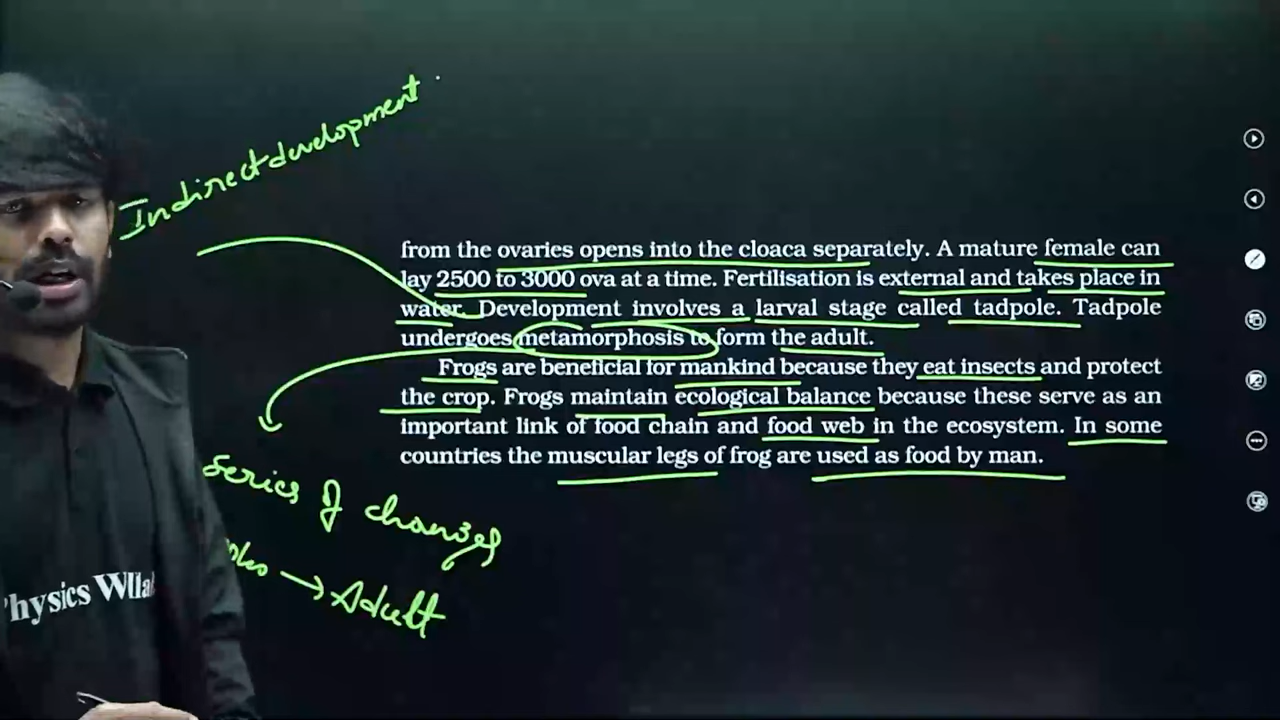 Indirect development
from the ovaries opens into the cloaca separately. A mature female can
lay 2500 to 3000 ova at a time. Fertilisation is external and takes place in
water. Development involves a larval stage called tadpole. Tadpole
undergoes metamorphosis to form the adult.
Frogs are beneficial for mankind because they eat insects and protect
the crop. Frogs maintain ecological balance because these serve as an
important link of food chain and food web in the ecosystem. In some
countries the muscular legs of frog are used as food by man.
Series of changes
→ Adult
Physics Walla